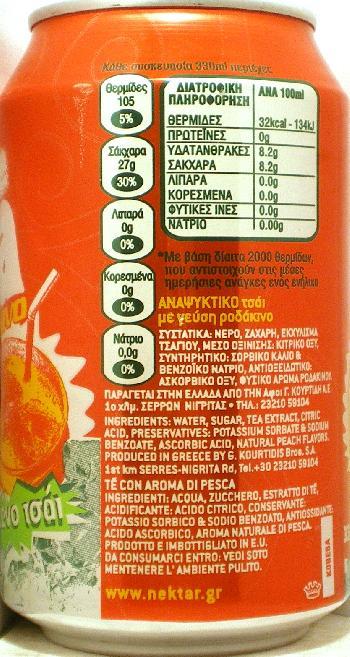 Κάθε συσκευασία 330ml περιέχει
Θερμίδες
105
5%
Σάκχαρα
27g
30%
Λιπαρά
0g
0%
Κορεσμένα
0g
0%
Νάτριο
0,0g
0%
ΔΙΑΤΡΟΦΙΚΗ ΠΛΗΡΟΦΟΡΗΣΗ ΑΝΑ 100ml
ΘΕΡΜΙΔΕΣ 32kcal - 134kJ
ΠΡΩΤΕΪΝΕΣ 0g
ΥΔΑΤΑΝΘΡΑΚΕΣ 8.2g
ΣΑΚΧΑΡΑ 8.2g
ΛΙΠΑΡΑ 0.0g
ΚΟΡΕΣΜΕΝΑ 0.0g
ΦΥΤΙΚΕΣ ΙΝΕΣ 0.0g
ΝΑΤΡΙΟ 0.00g
*Με βάση δίαιτα 2000 θερμίδων,
που αντιστοιχούν στις μέσες
ημερήσιες ανάγκες ενός ενήλικα
ΑΝΑΨΥΚΤΙΚΟ τσάι
με γεύση ροδάκινο
ΣΥΣΤΑΤΙΚΑ: ΝΕΡΟ, ΖΑΧΑΡΗ, ΕΚΧΥΛΙΣΜΑ
ΤΣΑΓΙΟΥ, ΜΕΣΟ ΟΞΙΝΙΣΗΣ: ΚΙΤΡΙΚΟ ΟΞΥ,
ΣΥΝΤΗΡΗΤΙΚΟ: ΣΟΡΒΙΚΟ ΚΑΛΙΟ &
ΒΕΝΖΟΪΚΟ ΝΑΤΡΙΟ, ΑΝΤΙΟΞΕΙΔΩΤΙΚΟ:
ΑΣΚΟΡΒΙΚΟ ΟΞΥ, ΦΥΣΙΚΟ ΑΡΩΜΑ ΡΟΔΑΚΙΝΟΥ.
ΠΑΡΑΓΕΤΑΙ ΣΤΗΝ ΕΛΛΑΔΑ ΑΠΟ ΤΗΝ Αφοι Γ. ΚΟΥΡΤΙΔΗ Α.Ε
1ο χλμ. ΣΕΡΡΩΝ ΝΙΓΡΙΤΑΣ • ΤΗΛ.: 23210 58104
INGREDIENTS: WATER, SUGAR, TEA EXTRACT, CITRIC
ACID, PRESERVATIVES: POTASSIUM SORBATE & SODIUM
BENZOATE, ASCORBIC ACID, NATURAL PEACH FLAVORS.
PRODUCED IN GREECE BY G. KOURTIDIS Bros. S.A.
1st km SERRES-NIGRITA Rd, Tel.+30 23210 58104
TÉ CON AROMA DI PESCA
INGREDIENTI: ACQUA, ZUCCHERO, ESTRATTO DI TÉ,
ACIDIFICANTE: ACIDO CITRICO, CONSERVANTE:
POTASSIO SORBICO & SODIO BENZOATO, ANTIOSSIDANTE:
ACIDO ASCORBICO, AROMA NATURALE DI PESCA.
PRODOTTO E IMBOTTIGLIATO IN E.U.
DA CONSUMARCI ENTRO: VEDI SOTO
MENTENERE L' AMBIENTE PULITO.
www.nektar.gr
τσάι